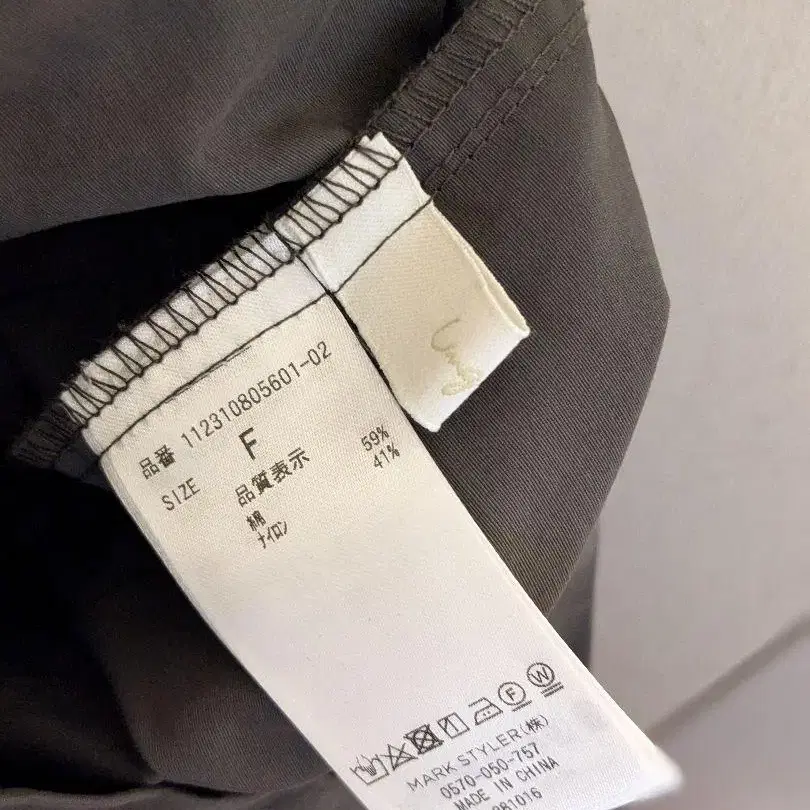 品番 112310805601-02
SIZE F
品質表示
綿 59%
ナイロン 41%
F W
MARK STYLER(株)
0570-050-757
MADE IN CHINA